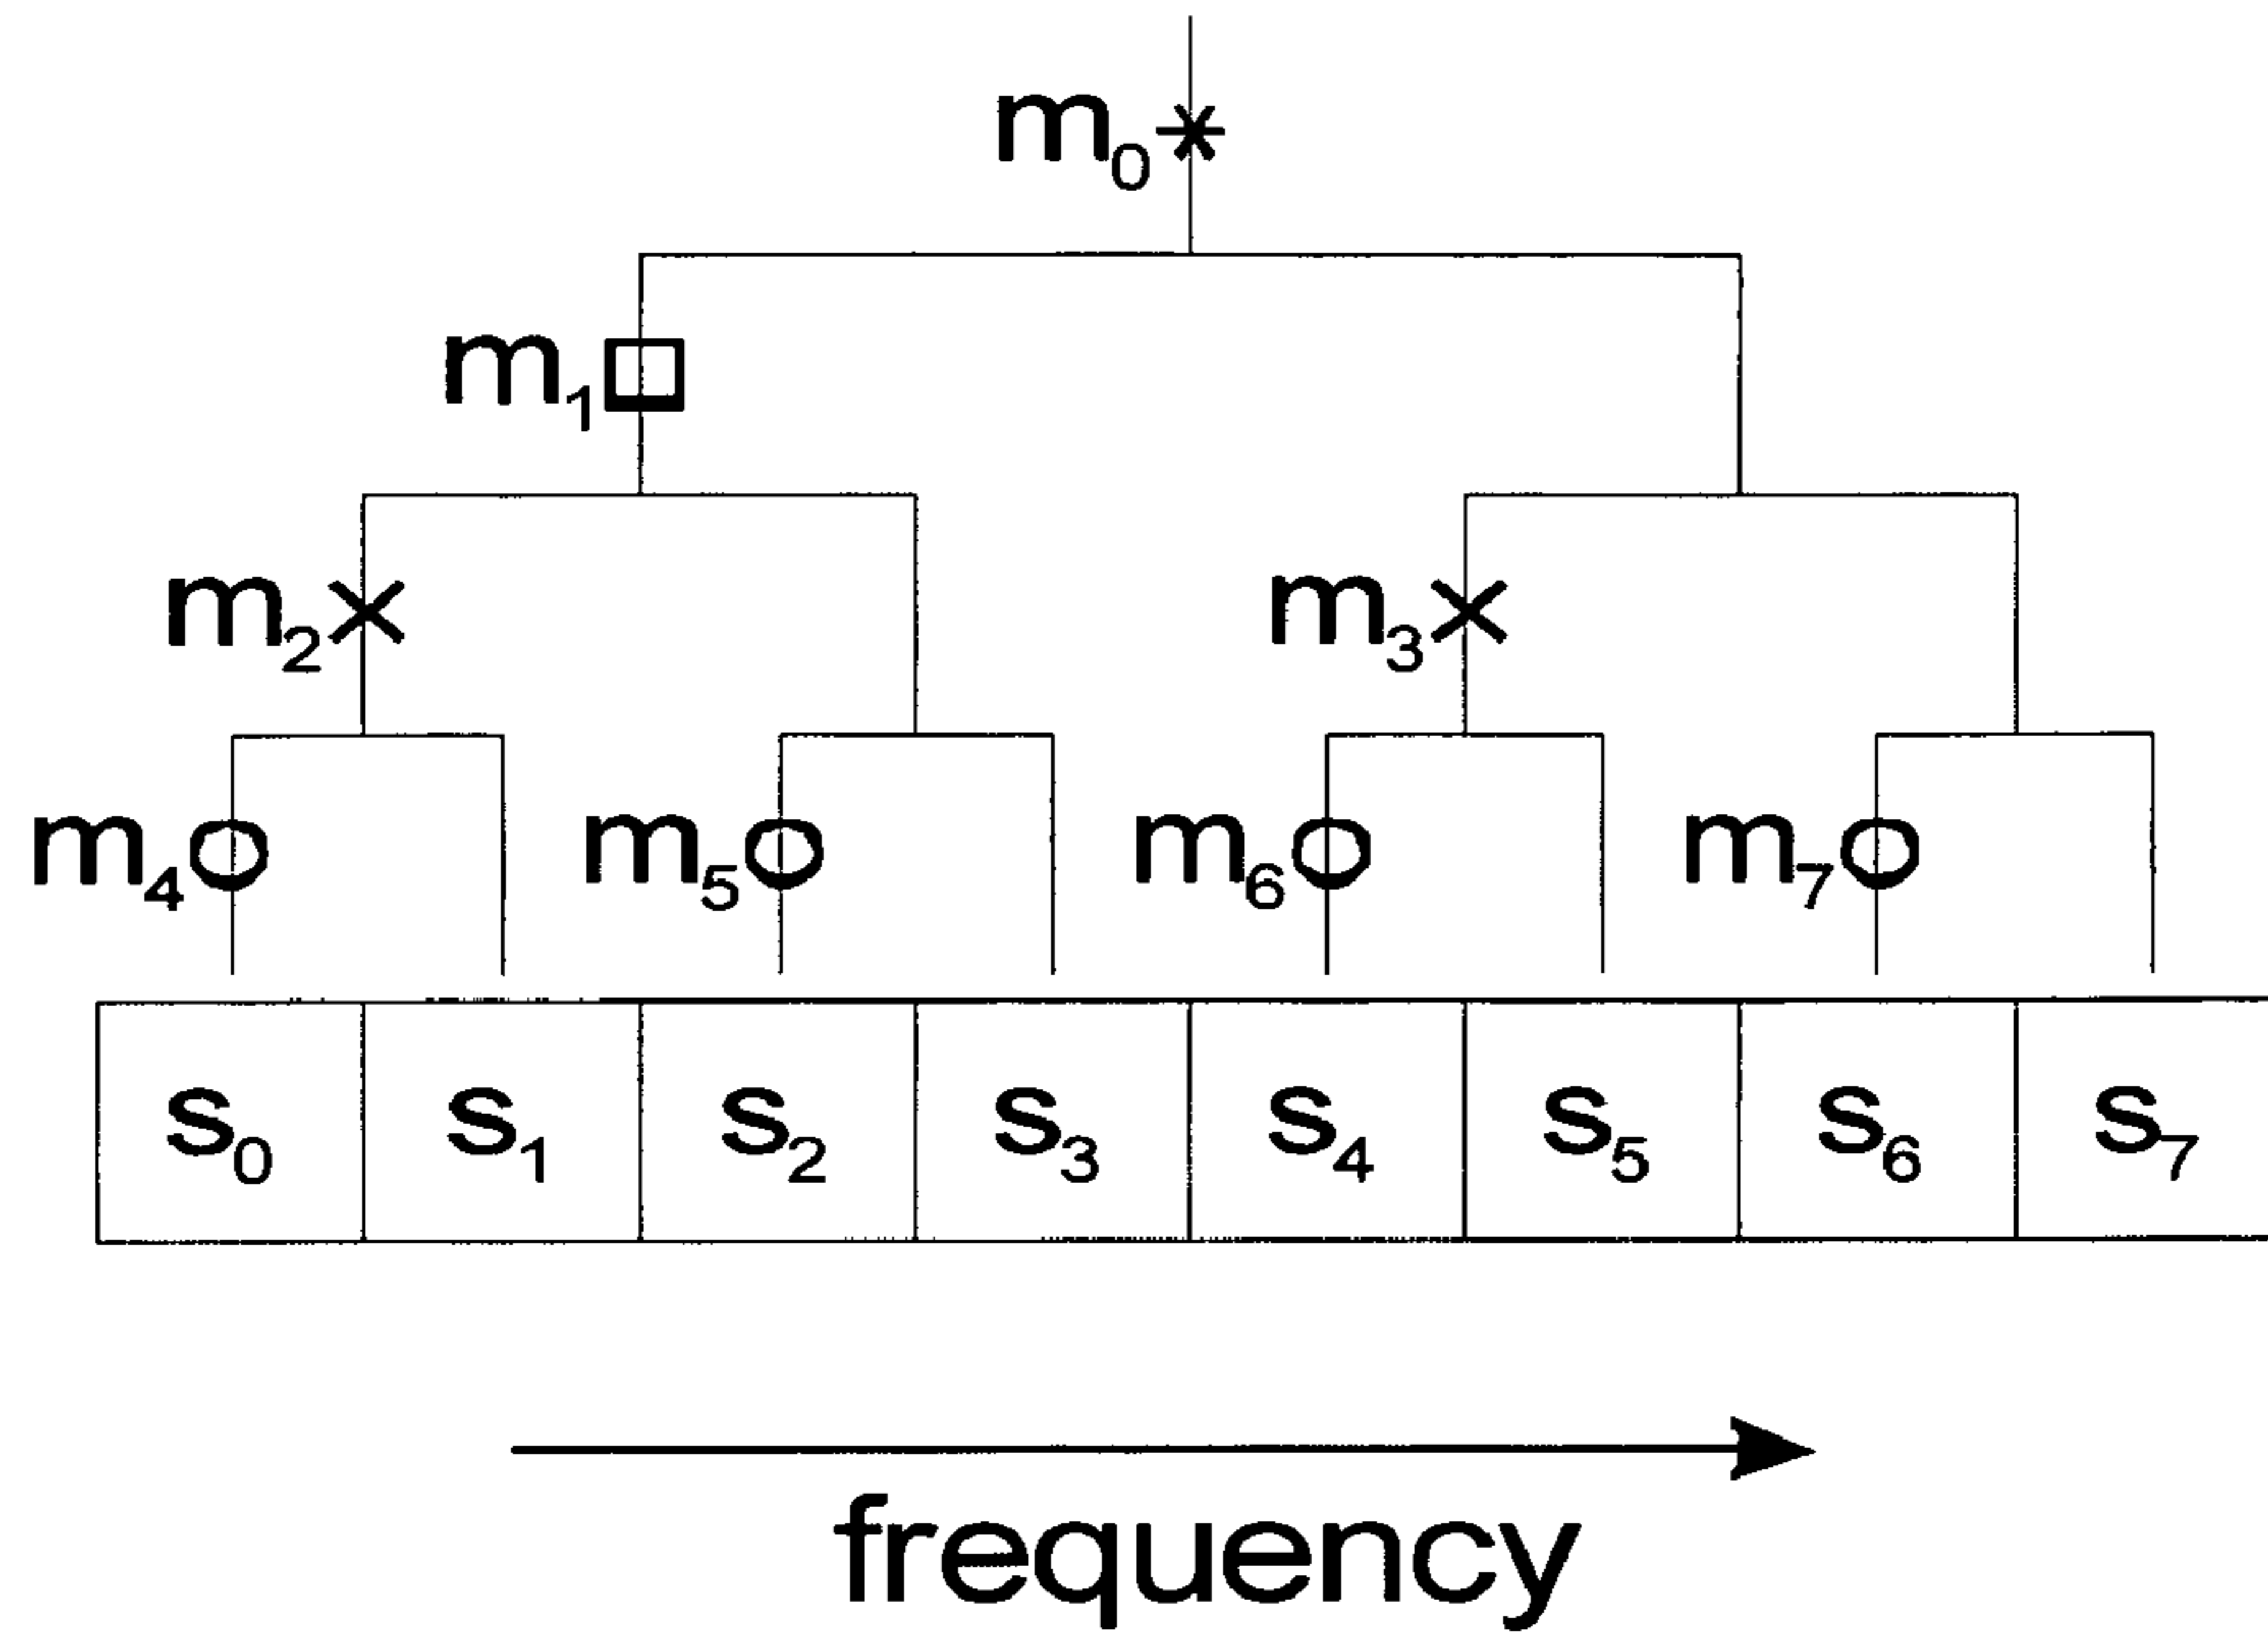 m₀
m₁
m₂ m₃
m₄ m₅ m₆ m₇
s₀ s₁ s₂ s₃ s₄ s₅ s₆ s₇
frequency